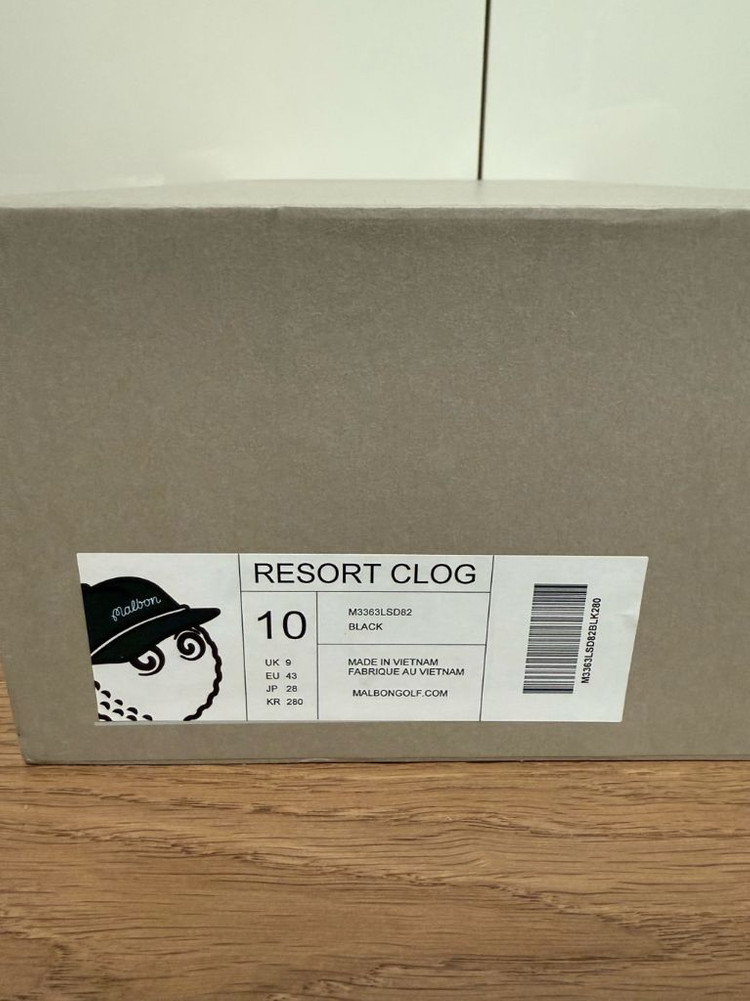 Malbon
RESORT CLOG
10
UK 9
EU 43
JP 28
KR 280
M3363LSD82
BLACK
MADE IN VIETNAM
FABRIQUE AU VIETNAM
MALBONGOLF.COM
M3363LSD82BLK280